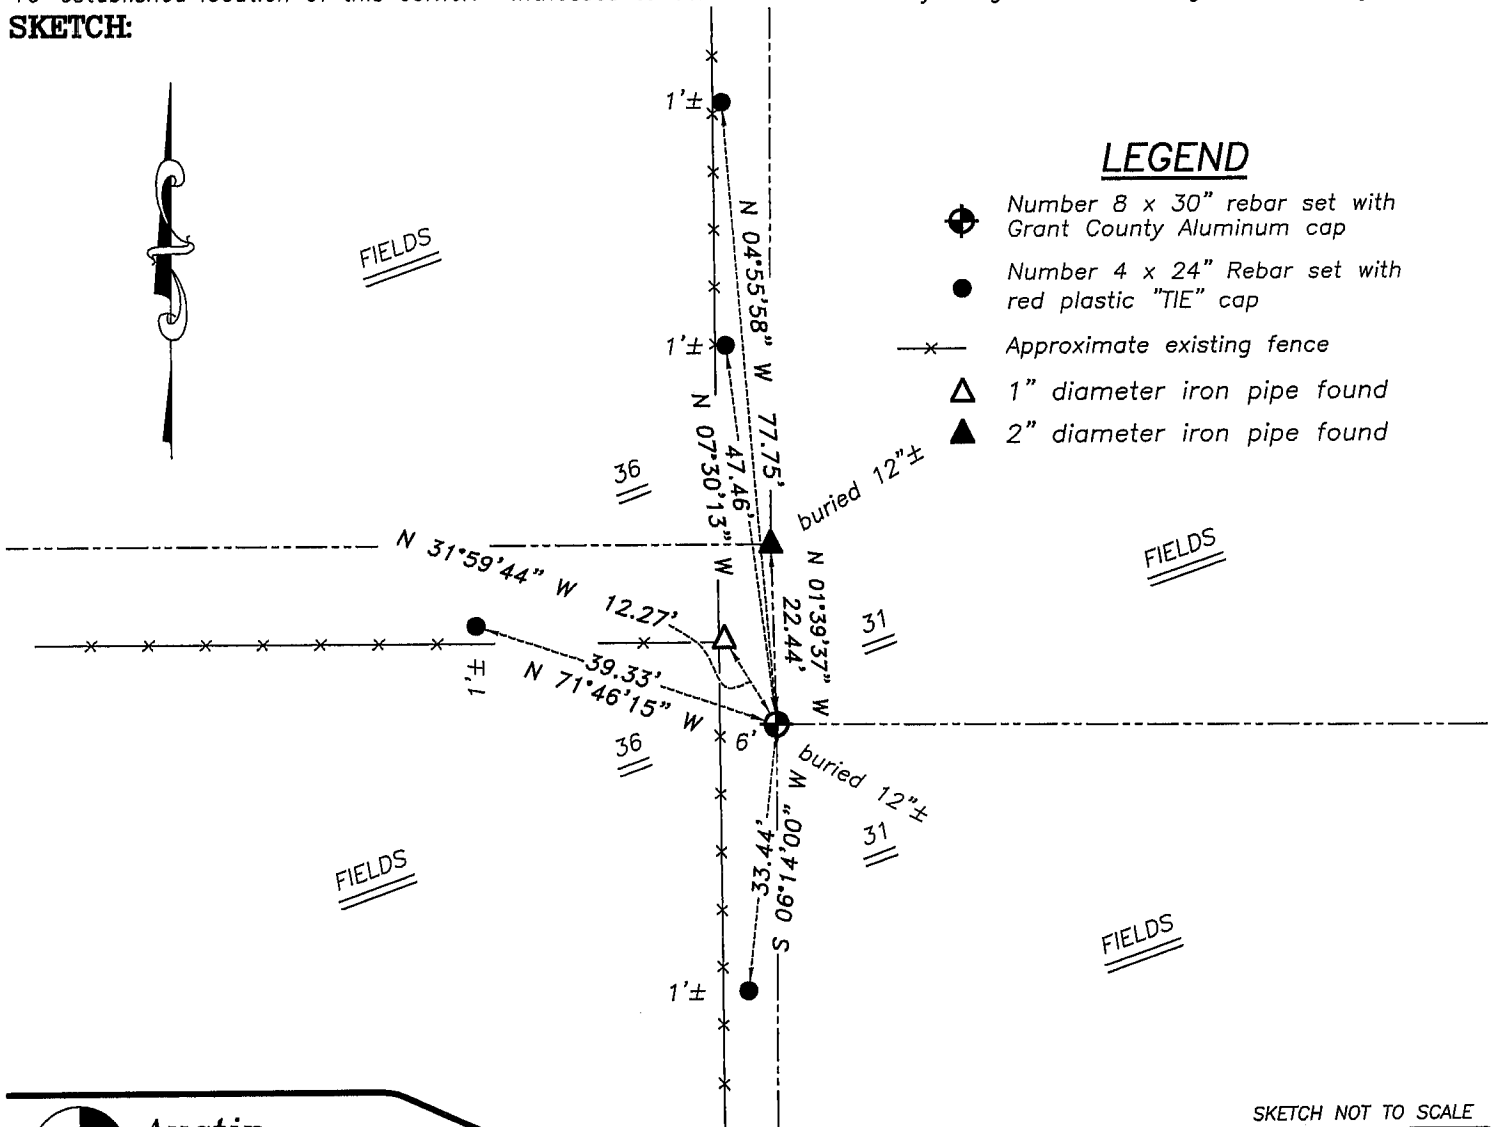 SKETCH:
1'±
LEGEND
Number 8 x 30" rebar set with
Grant County Aluminum cap
Number 4 x 24" Rebar set with
red plastic "TIE" cap
Approximate existing fence
1" diameter iron pipe found
2" diameter iron pipe found
FIELDS
N 04°55'58" W 77.75'
1'±
N 07°30'13" W
47.46'
36
buried 12"±
N 31°59'44" W 12.27'
FIELDS
N 01°39'37" W
22.44'
31
1'±
39.33'
N 71°46'15" W
36
6'
buried 12"±
31
S 06°14'00" W
33.44'
FIELDS
FIELDS
1'±
SKETCH NOT TO SCALE
Austin